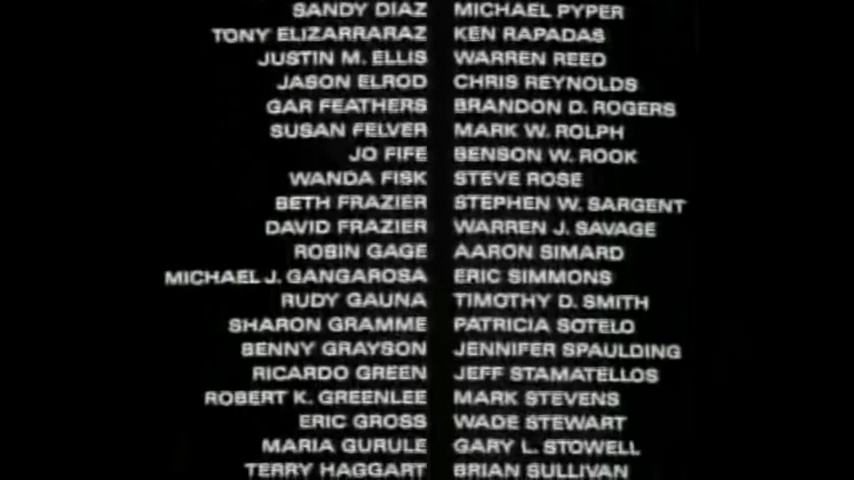 SANDY DIAZ MICHAEL PYPER
TONY ELIZARRARAZ KEN RAPADAS
JUSTIN M. ELLIS WARREN REED
JASON ELROD CHRIS REYNOLDS
GAR FEATHERS BRANDON D. ROGERS
SUSAN FELVER MARK W. ROLPH
JO FIFE BENSON W. ROOK
WANDA FISK STEVE ROSE
BETH FRAZIER STEPHEN W. SARGENT
DAVID FRAZIER WARREN J. SAVAGE
ROBIN GAGE AARON SIMARD
MICHAEL J. GANGAROSA ERIC SIMMONS
RUDY GAUNA TIMOTHY D. SMITH
SHARON GRAMME PATRICIA SOTELO
BENNY GRAYSON JENNIFER SPAULDING
RICARDO GREEN JEFF STAMATELLOS
ROBERT K. GREENLEE MARK STEVENS
ERIC GROSS WADE STEWART
MARIA GURULE GARY L. STOWELL
TERRY HAGGART BRIAN SULLIVAN